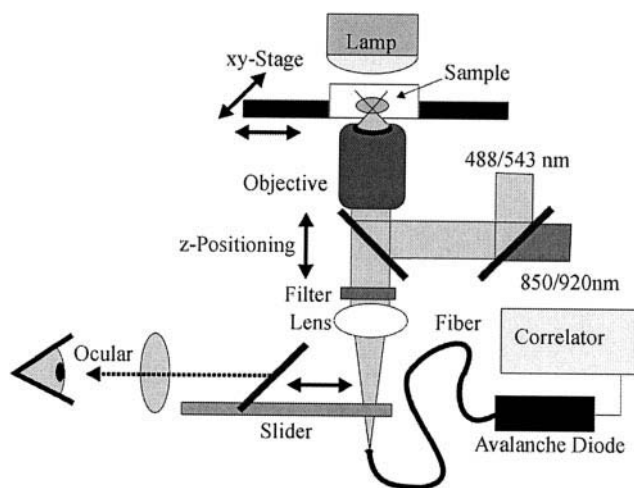 Lamp
xy-Stage
Sample
488/543 nm
Objective
z-Positioning
850/920nm
Filter
Lens
Fiber
Correlator
Ocular
Slider
Avalanche Diode